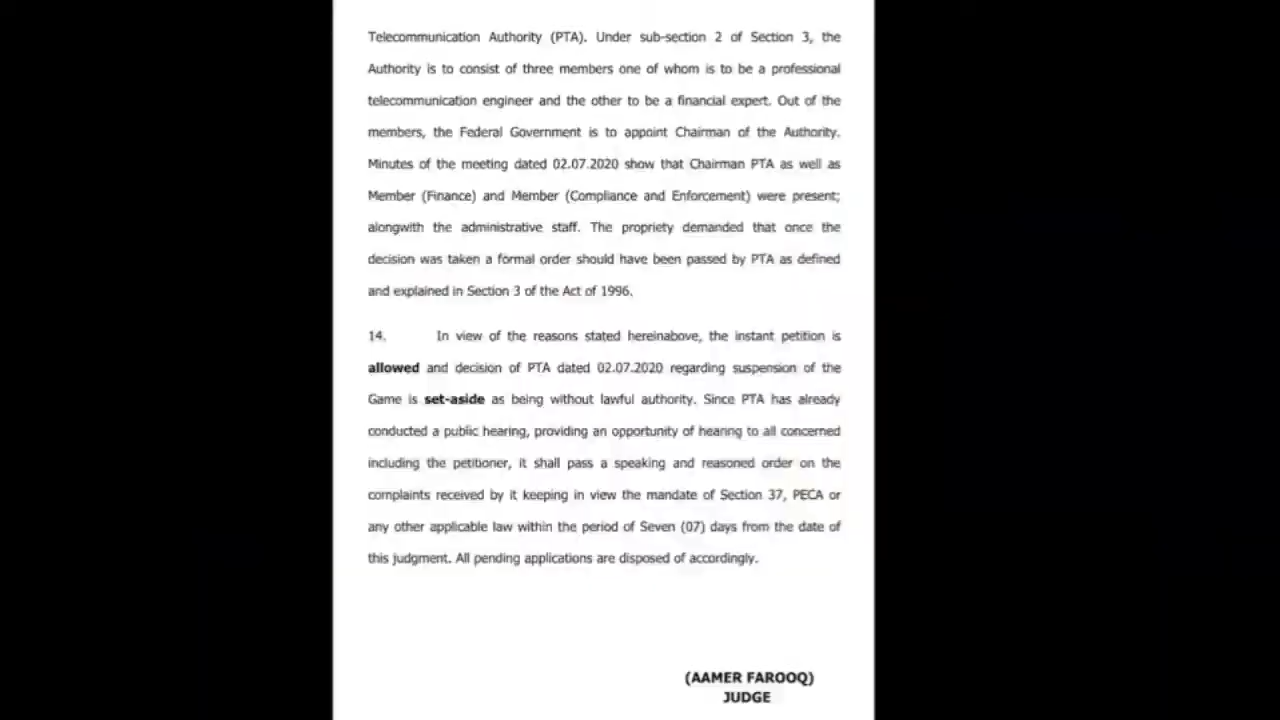 Telecommunication Authority (PTA). Under sub-section 2 of Section 3, the
Authority is to consist of three members one of whom is to be a professional
telecommunication engineer and the other to be a financial expert. Out of the
members, the Federal Government is to appoint Chairman of the Authority.
Minutes of the meeting dated 02.07.2020 show that Chairman PTA as well as
Member (Finance) and Member (Compliance and Enforcement) were present;
alongwith the administrative staff. The propriety demanded that once the
decision was taken a formal order should have been passed by PTA as defined
and explained in Section 3 of the Act of 1996.
14. In view of the reasons stated hereinabove, the instant petition is
allowed and decision of PTA dated 02.07.2020 regarding suspension of the
Game is set-aside as being without lawful authority. Since PTA has already
conducted a public hearing, providing an opportunity of hearing to all concerned
including the petitioner, it shall pass a speaking and reasoned order on the
complaints received by it keeping in view the mandate of Section 37, PECA or
any other applicable law within the period of Seven (07) days from the date of
this judgment. All pending applications are disposed of accordingly.
(AAMER FAROOQ)
JUDGE